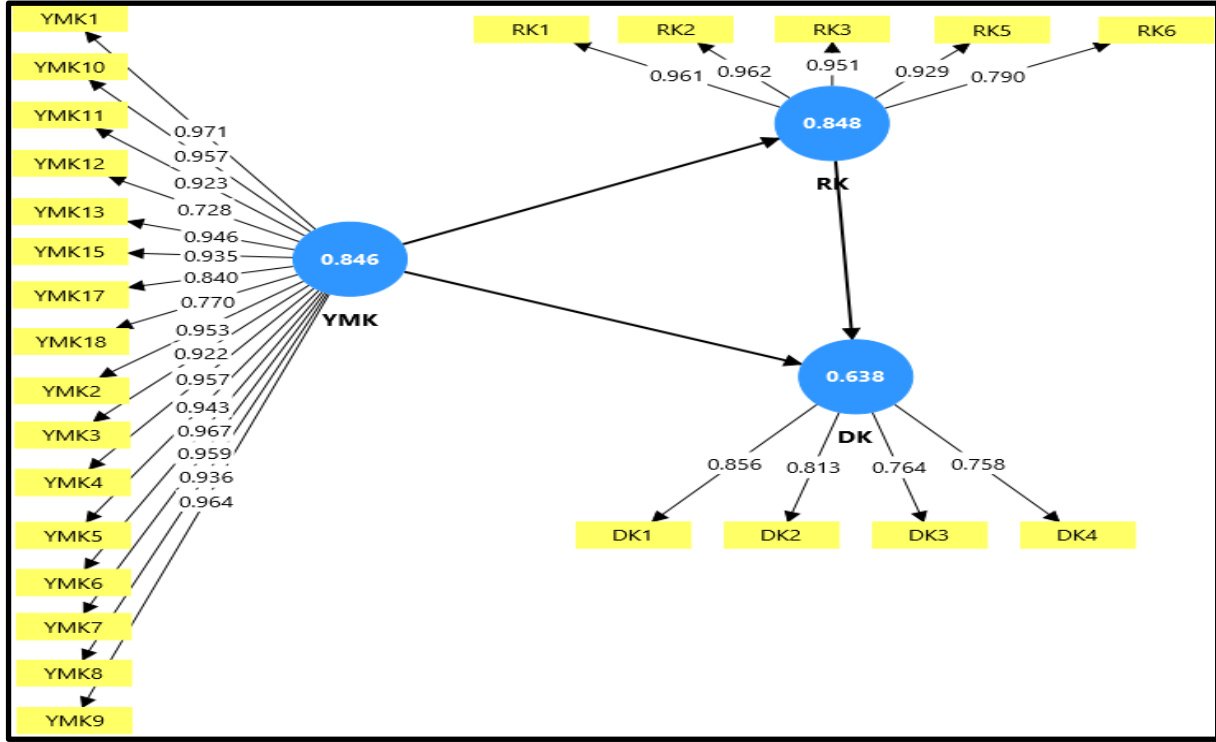 YMK1
YMK10
YMK11
YMK12
YMK13
YMK15
YMK17
YMK18
YMK2
YMK3
YMK4
YMK5
YMK6
YMK7
YMK8
YMK9
0.971
0.957
0.923
0.728
0.946
0.935
0.840
0.770
0.953
0.922
0.957
0.943
0.967
0.959
0.936
0.964
0.846
YMK
RK1 RK2 RK3 RK5 RK6
0.961 0.962 0.951 0.929 0.790
0.848
RK
0.638
DK
0.856 0.813 0.764 0.758
DK1 DK2 DK3 DK4